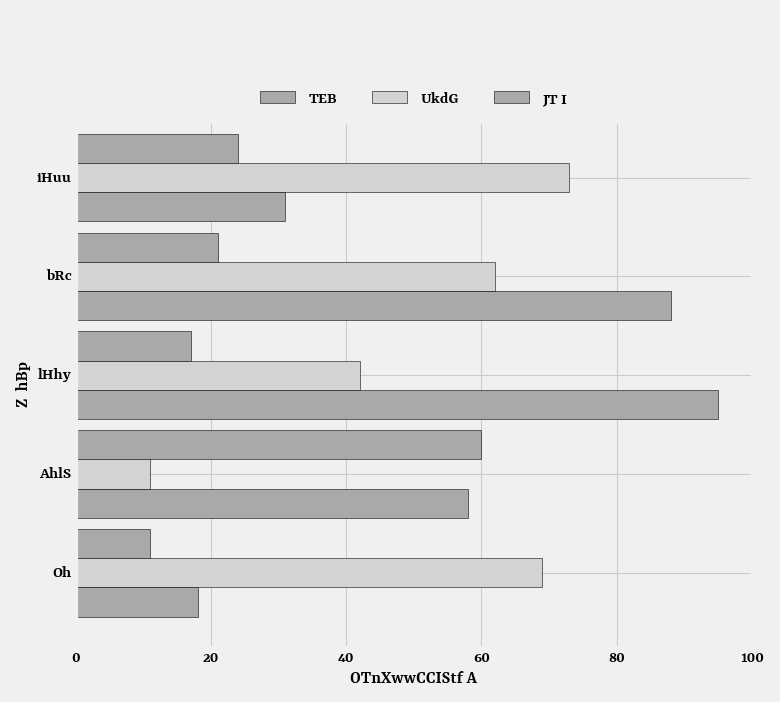 TEB UkdG JT I
iHuu
bRc
lHhy
AhlS
Oh
Z hBp
0 20 40 60 80 100
OTnXwwCCIStf A